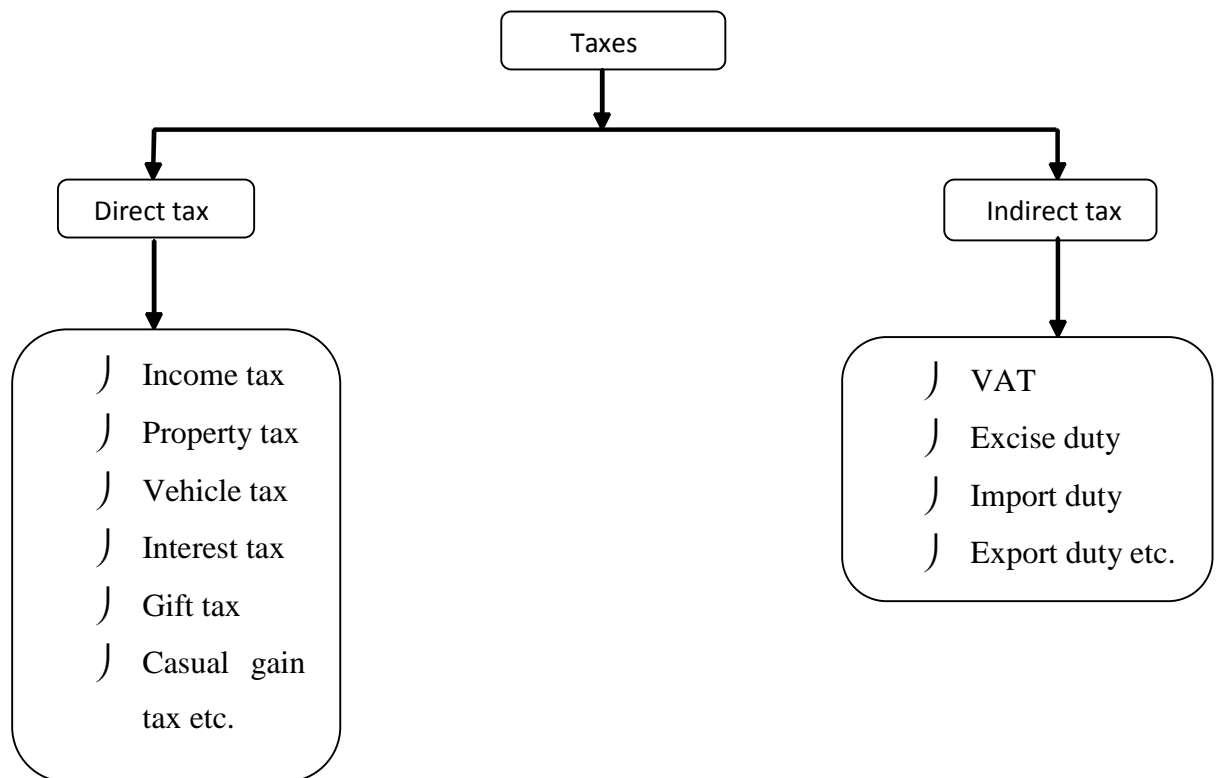 Taxes
Direct tax
Indirect tax
Income tax
Property tax
Vehicle tax
Interest tax
Gift tax
Casual gain
tax etc.
VAT
Excise duty
Import duty
Export duty etc.